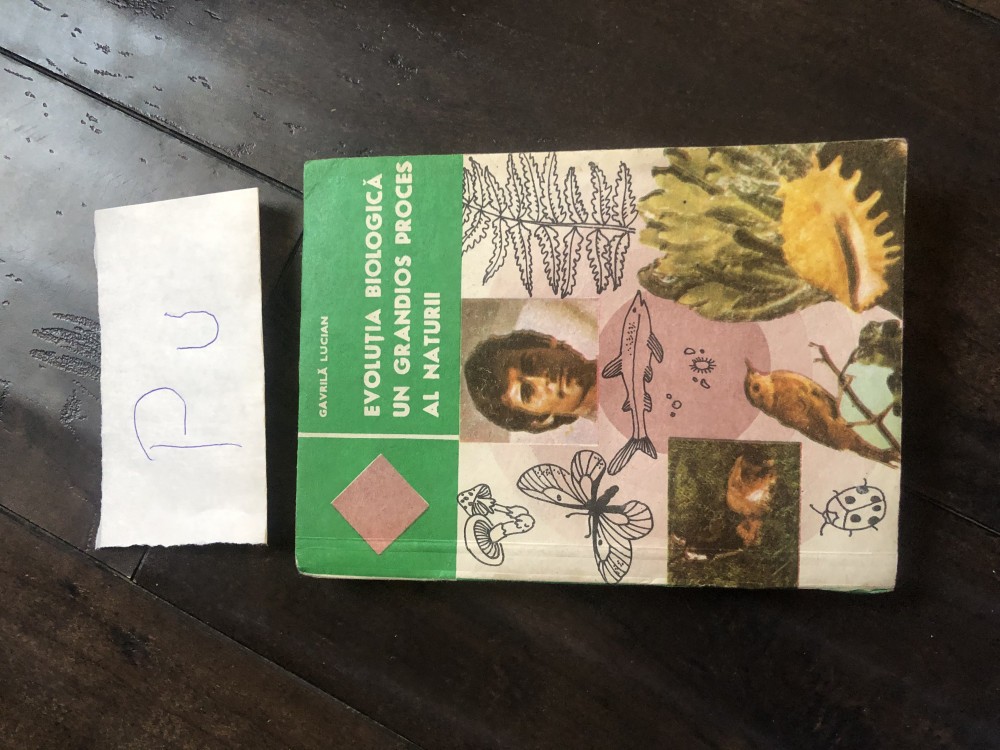 PU
GAVRILĂ LUCIAN
EVOLUȚIA BIOLOGICĂ
UN GRANDIOS PROCES
AL NATURII